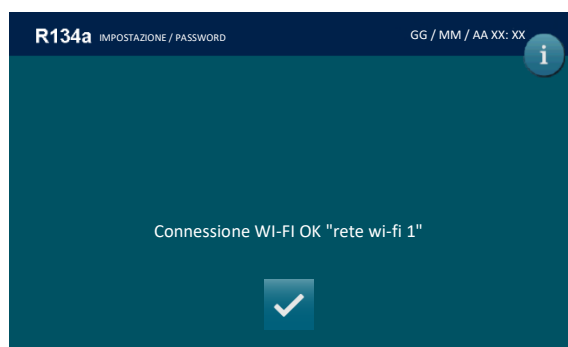 R134a IMPOSTAZIONE / PASSWORD GG / MM / AA XX: XX
i
Connessione WI-FI OK "rete wi-fi 1"